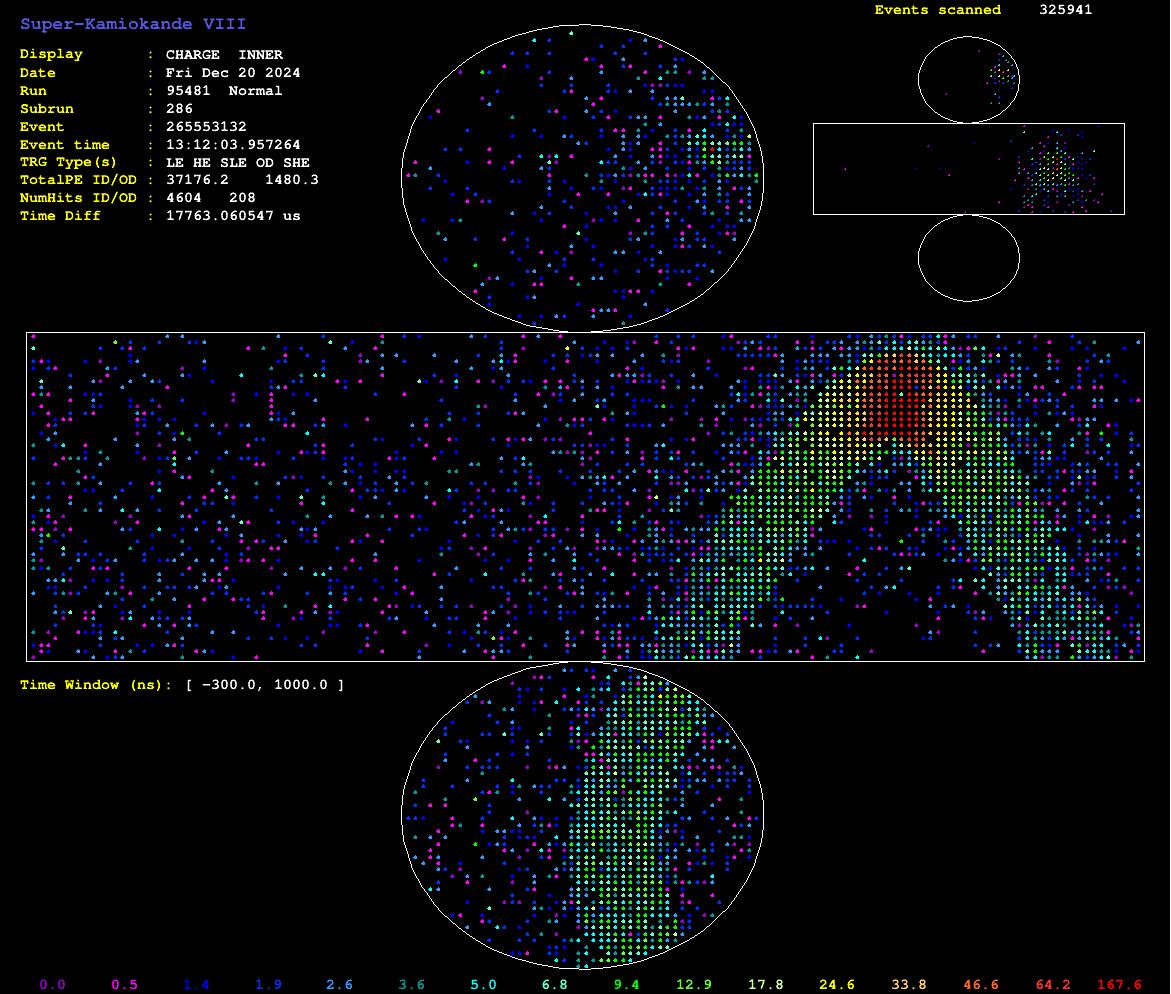 Super-Kamiokande VIII
Display : CHARGE INNER
Date : Fri Dec 20 2024
Run : 95481 Normal
Subrun : 286
Event : 265553132
Event time : 13:12:03.957264
TRG Type(s) : LE HE SLE OD SHE
TotalPE ID/OD : 37176.2 1480.3
NumHits ID/OD : 4604 208
Time Diff : 17763.060547 us
Events scanned 325941
Time Window (ns): [ -300.0, 1000.0 ]
0.0 0.5 1.4 1.9 2.6 3.6 5.0 6.8 9.4 12.9 17.8 24.6 33.8 46.6 64.2 167.6